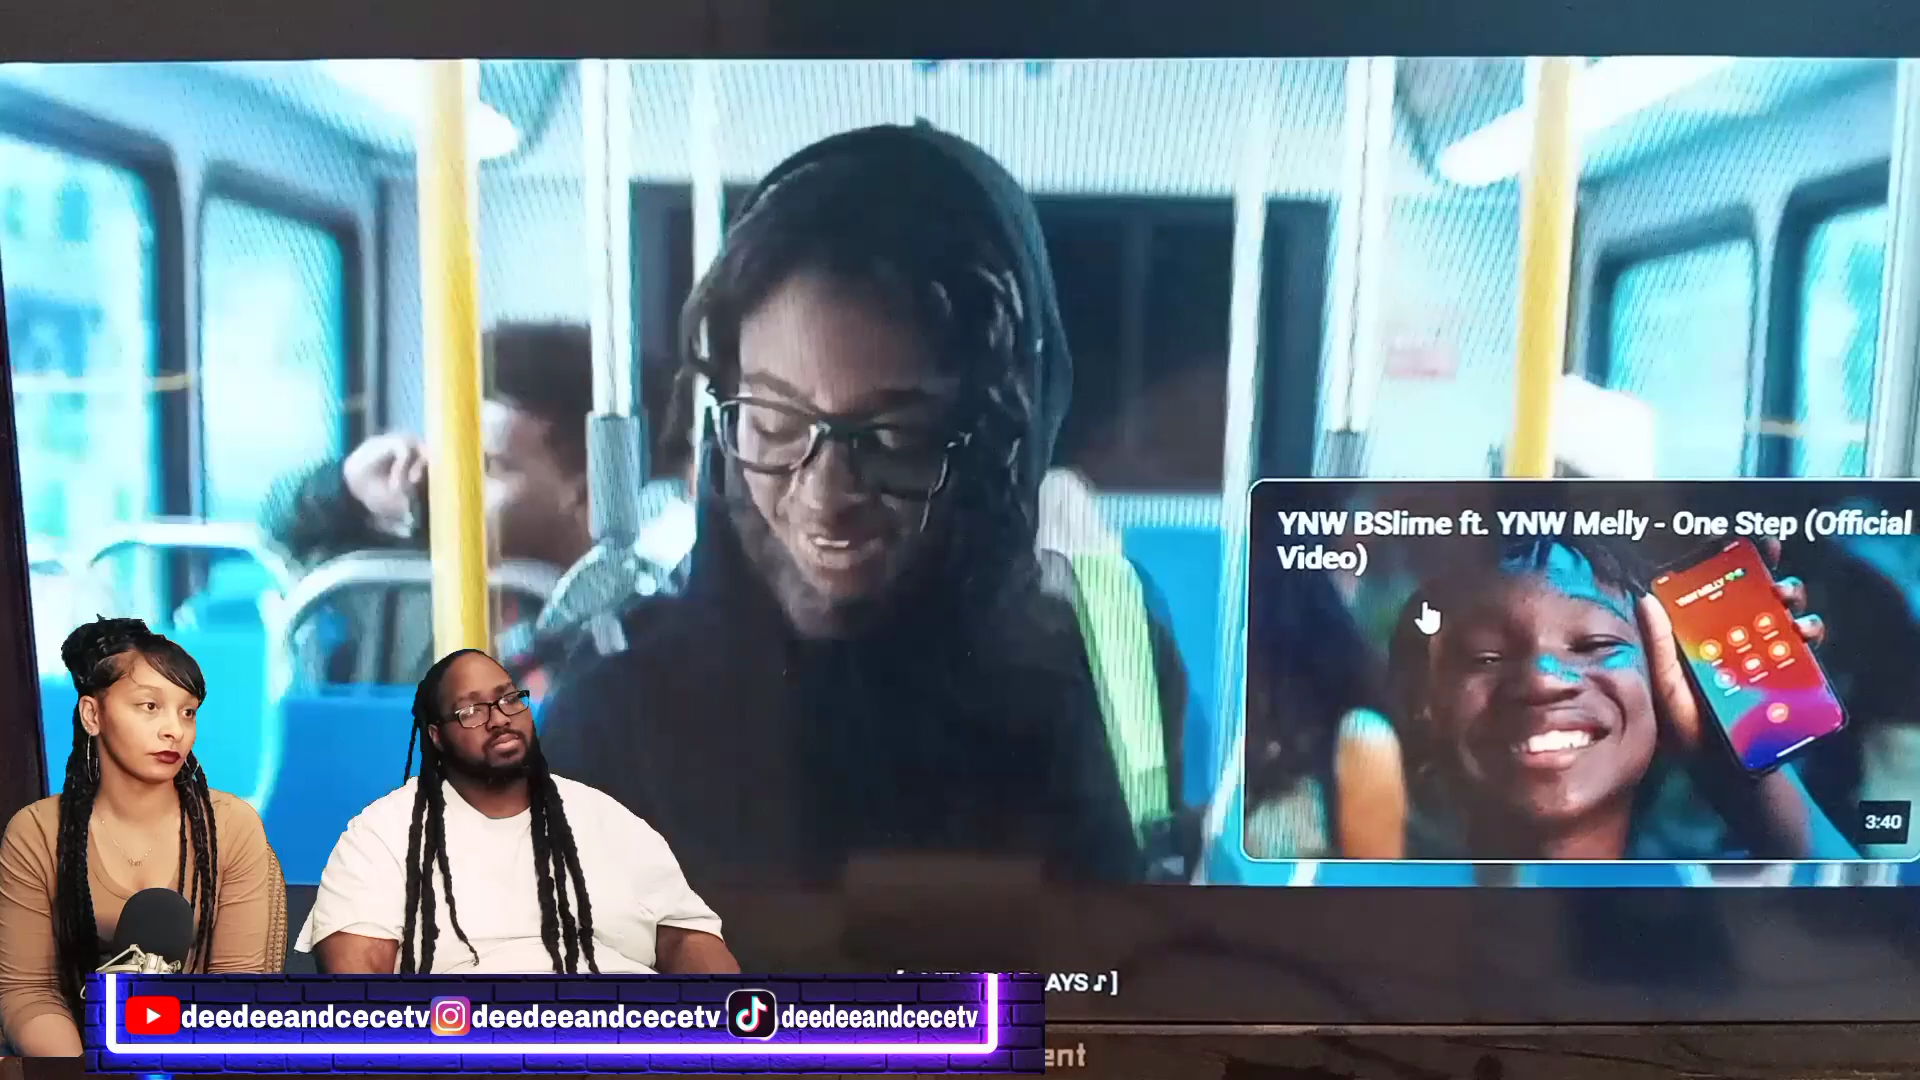 YNW BSlime ft. YNW Melly - One Step (Official
Video)
3:40
AYS♪]
deedeeandcecetv deedeeandcecetv deedeeandcecetv
ent